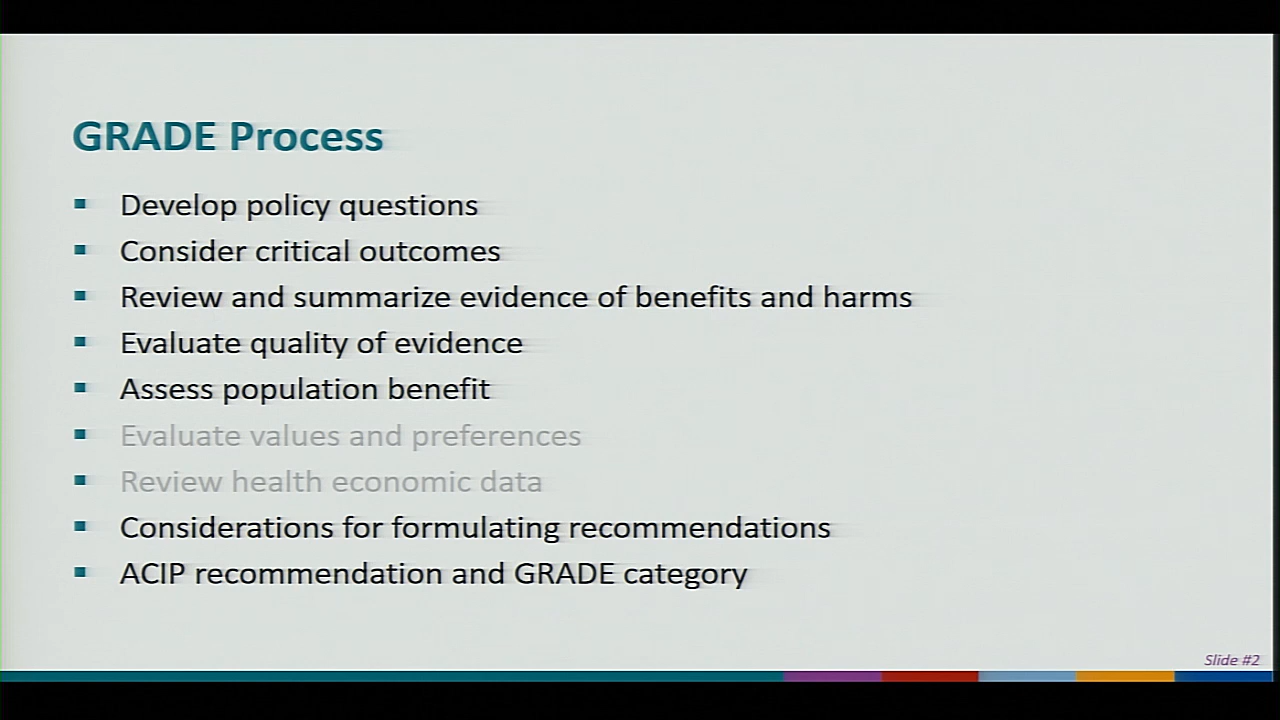 GRADE Process
Develop policy questions
Consider critical outcomes
Review and summarize evidence of benefits and harms
Evaluate quality of evidence
Assess population benefit
Evaluate values and preferences
Review health economic data
Considerations for formulating recommendations
ACIP recommendation and GRADE category
Slide #2